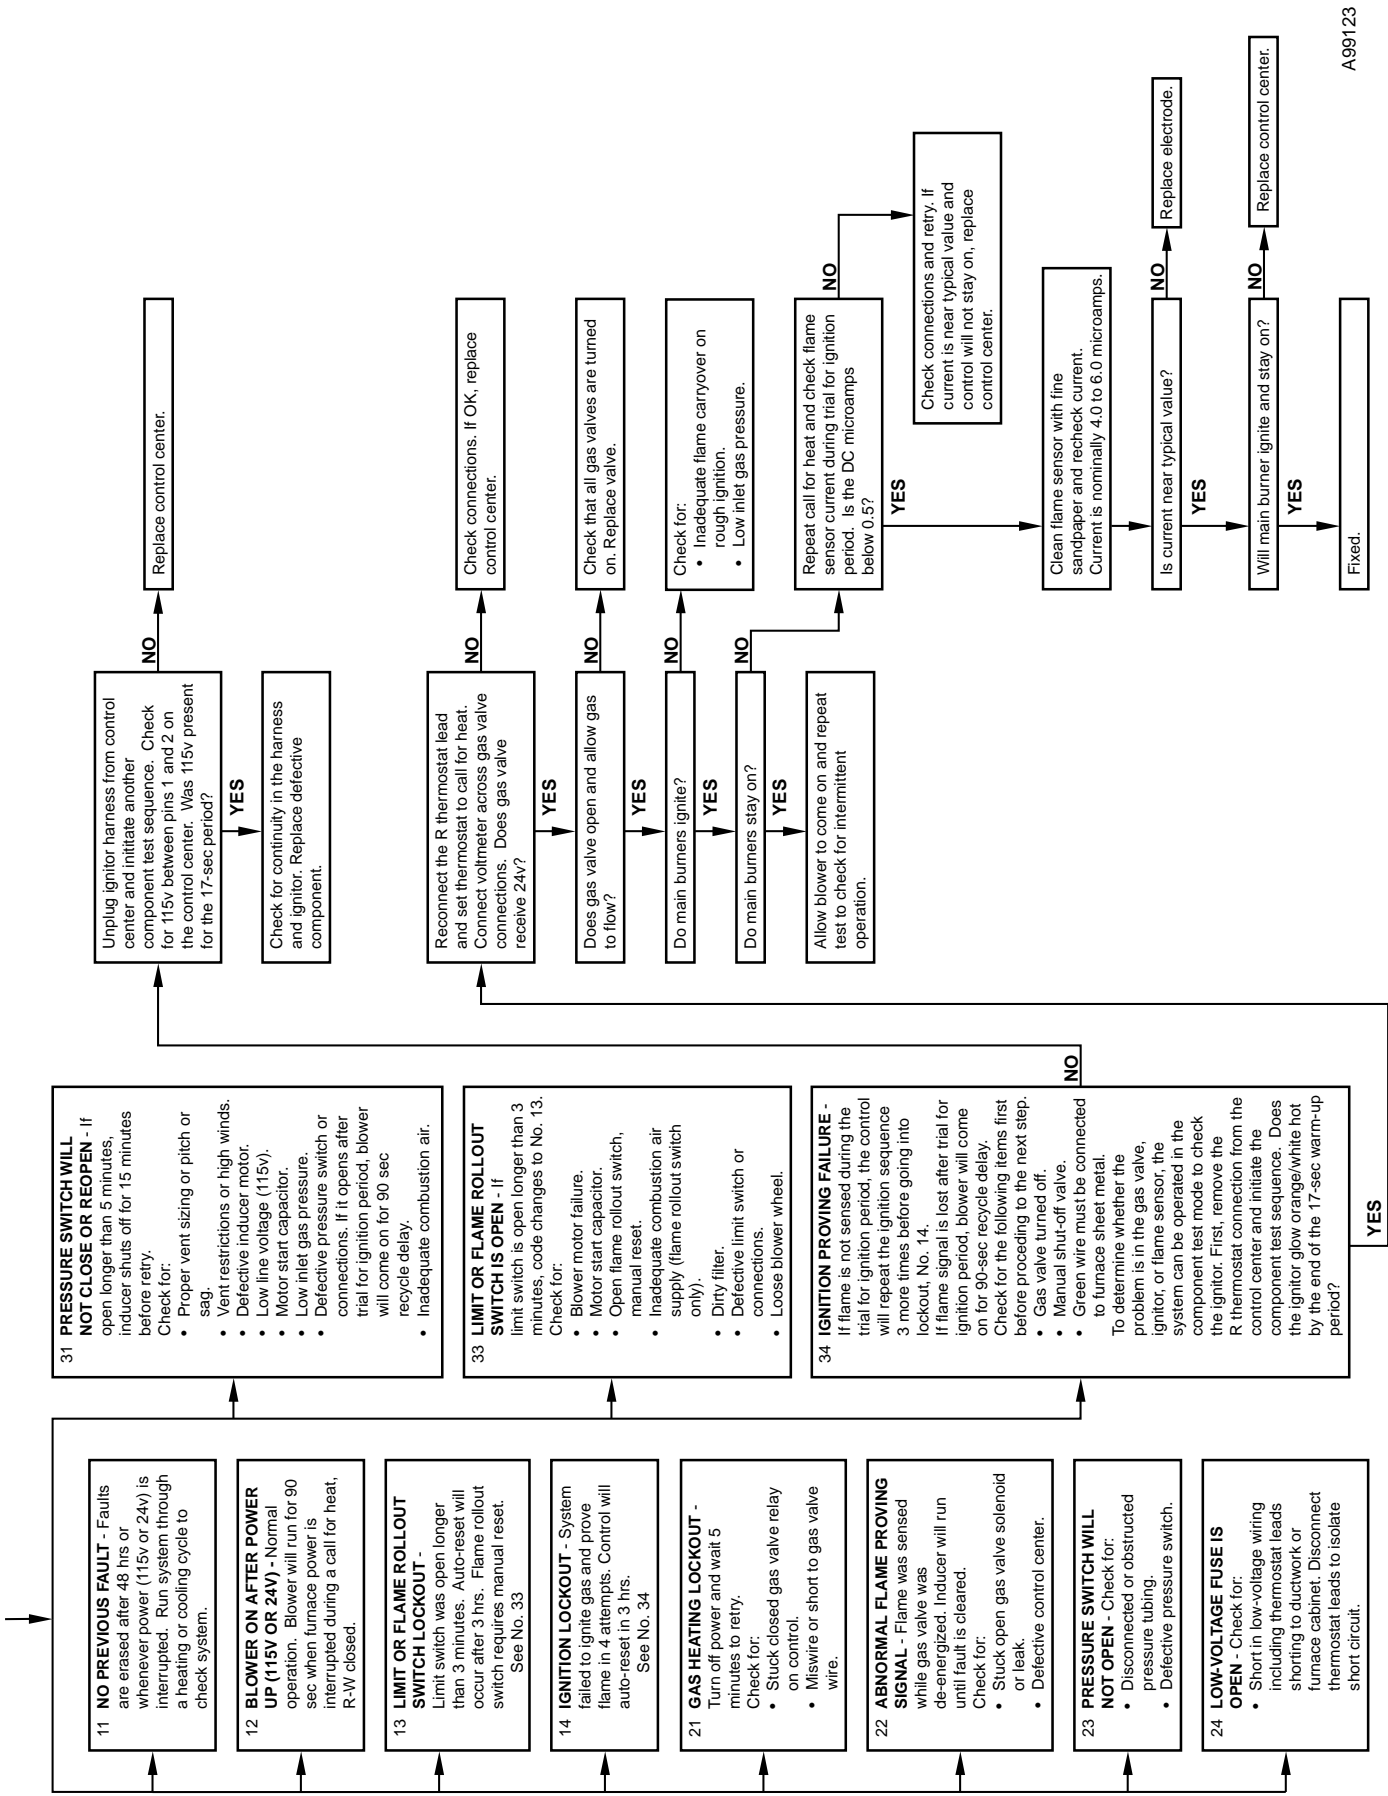 11 NO PREVIOUS FAULT - Faults
are erased after 48 hrs or
whenever power (115v or 24v) is
interrupted. Run system through
a heating or cooling cycle to
check system.
12 BLOWER ON AFTER POWER
UP (115V OR 24V) - Normal
operation. Blower will run for 90
sec when furnace power is
interrupted during a call for heat,
R-W closed.
13 LIMIT OR FLAME ROLLOUT
SWITCH LOCKOUT -
Limit switch was open longer
than 3 minutes. Auto-reset will
occur after 3 hrs. Flame rollout
switch requires manual reset.
See No. 33
14 IGNITION LOCKOUT - System
failed to ignite gas and prove
flame in 4 attempts. Control will
auto-reset in 3 hrs.
See No. 34
21 GAS HEATING LOCKOUT -
Turn off power and wait 5
minutes to retry.
Check for:
• Stuck closed gas valve relay
on control.
• Miswire or short to gas valve
wire.
22 ABNORMAL FLAME PROVING
SIGNAL - Flame was sensed
while gas valve was
de-energized. Inducer will run
until fault is cleared.
Check for:
• Stuck open gas valve solenoid
or leak.
• Defective control center.
23 PRESSURE SWITCH WILL
NOT OPEN - Check for:
• Disconnected or obstructed
pressure tubing.
• Defective pressure switch.
24 LOW-VOLTAGE FUSE IS
OPEN - Check for:
• Short in low-voltage wiring
including thermostat leads
shorting to ductwork or
furnace cabinet. Disconnect
thermostat leads to isolate
short circuit.
31 PRESSURE SWITCH WILL
NOT CLOSE OR REOPEN - If
open longer than 5 minutes,
inducer shuts off for 15 minutes
before retry.
Check for:
• Proper vent sizing or pitch or
sag.
• Vent restrictions or high winds.
• Defective inducer motor.
• Low line voltage (115v).
• Motor start capacitor.
• Low inlet gas pressure.
• Defective pressure switch or
connections. If it opens after
trial for ignition period, blower
will come on for 90 sec
recycle delay.
• Inadequate combustion air.
33 LIMIT OR FLAME ROLLOUT
SWITCH IS OPEN - If
limit switch is open longer than 3
minutes, code changes to No. 13.
Check for:
• Blower motor failure.
• Motor start capacitor.
• Open flame rollout switch,
manual reset.
• Inadequate combustion air
supply (flame rollout switch
only).
• Dirty filter.
• Defective limit switch or
connections.
• Loose blower wheel.
34 IGNITION PROVING FAILURE -
If flame is not sensed during the
trial for ignition period, the control
will repeat the ignition sequence
3 more times before going into
lockout, No. 14.
If flame signal is lost after trial for
ignition period, blower will come
on for 90-sec recycle delay.
Check for the following items first
before proceding to the next step.
• Gas valve turned off.
• Manual shut-off valve.
• Green wire must be connected
to furnace sheet metal.
To determine whether the
problem is in the gas valve,
ignitor, or flame sensor, the
system can be operated in the
component test mode to check
the ignitor. First, remove the
R thermostat connection from the
control center and initiate the
component test sequence. Does
the ignitor glow orange/white hot
by the end of the 17-sec warm-up
period?
NO
YES
Unplug ignitor harness from control
center and inititate another
component test sequence. Check
for 115v between pins 1 and 2 on
the control center. Was 115v present
for the 17-sec period?
NO
Replace control center.
YES
Check for continuity in the harness
and ignitor. Replace defective
component.
Reconnect the R thermostat lead
and set thermostat to call for heat.
Connect voltmeter across gas valve
connections. Does gas valve
receive 24v?
NO
Check connections. If OK, replace
control center.
YES
Does gas valve open and allow gas
to flow?
NO
Check that all gas valves are turned
on. Replace valve.
YES
Do main burners ignite?
NO
Check for:
• Inadequate flame carryover on
rough ignition.
• Low inlet gas pressure.
YES
Do main burners stay on?
NO
Repeat call for heat and check flame
sensor current during trial for ignition
period. Is the DC microamps
below 0.5?
YES
Allow blower to come on and repeat
test to check for intermittent
operation.
NO
Check connections and retry. If
current is near typical value and
control will not stay on, replace
control center.
YES
Clean flame sensor with fine
sandpaper and recheck current.
Current is nominally 4.0 to 6.0 microamps.
Is current near typical value?
NO
Replace electrode.
YES
Will main burner ignite and stay on?
NO
Replace control center.
YES
Fixed.
A99123